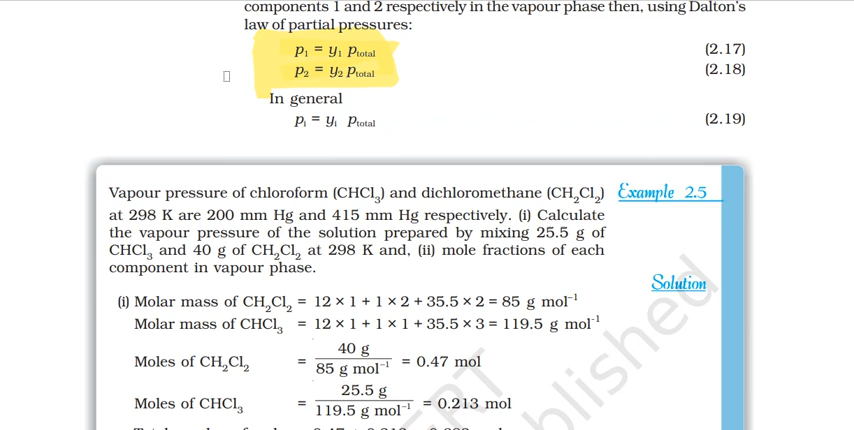 components 1 and 2 respectively in the vapour phase then, using Dalton's
law of partial pressures:
p₁ = y₁ p_total (2.17)
p₂ = y₂ p_total (2.18)
In general
pᵢ = yᵢ p_total (2.19)
Vapour pressure of chloroform (CHCl₃) and dichloromethane (CH₂Cl₂) Example 2.5
at 298 K are 200 mm Hg and 415 mm Hg respectively. (i) Calculate
the vapour pressure of the solution prepared by mixing 25.5 g of
CHCl₃ and 40 g of CH₂Cl₂ at 298 K and, (ii) mole fractions of each
component in vapour phase.
Solution
(i) Molar mass of CH₂Cl₂ = 12 × 1 + 1 × 2 + 35.5 × 2 = 85 g mol⁻¹
Molar mass of CHCl₃ = 12 × 1 + 1 × 1 + 35.5 × 3 = 119.5 g mol⁻¹
Moles of CH₂Cl₂ = 40 g / 85 g mol⁻¹ = 0.47 mol
Moles of CHCl₃ = 25.5 g / 119.5 g mol⁻¹ = 0.213 mol